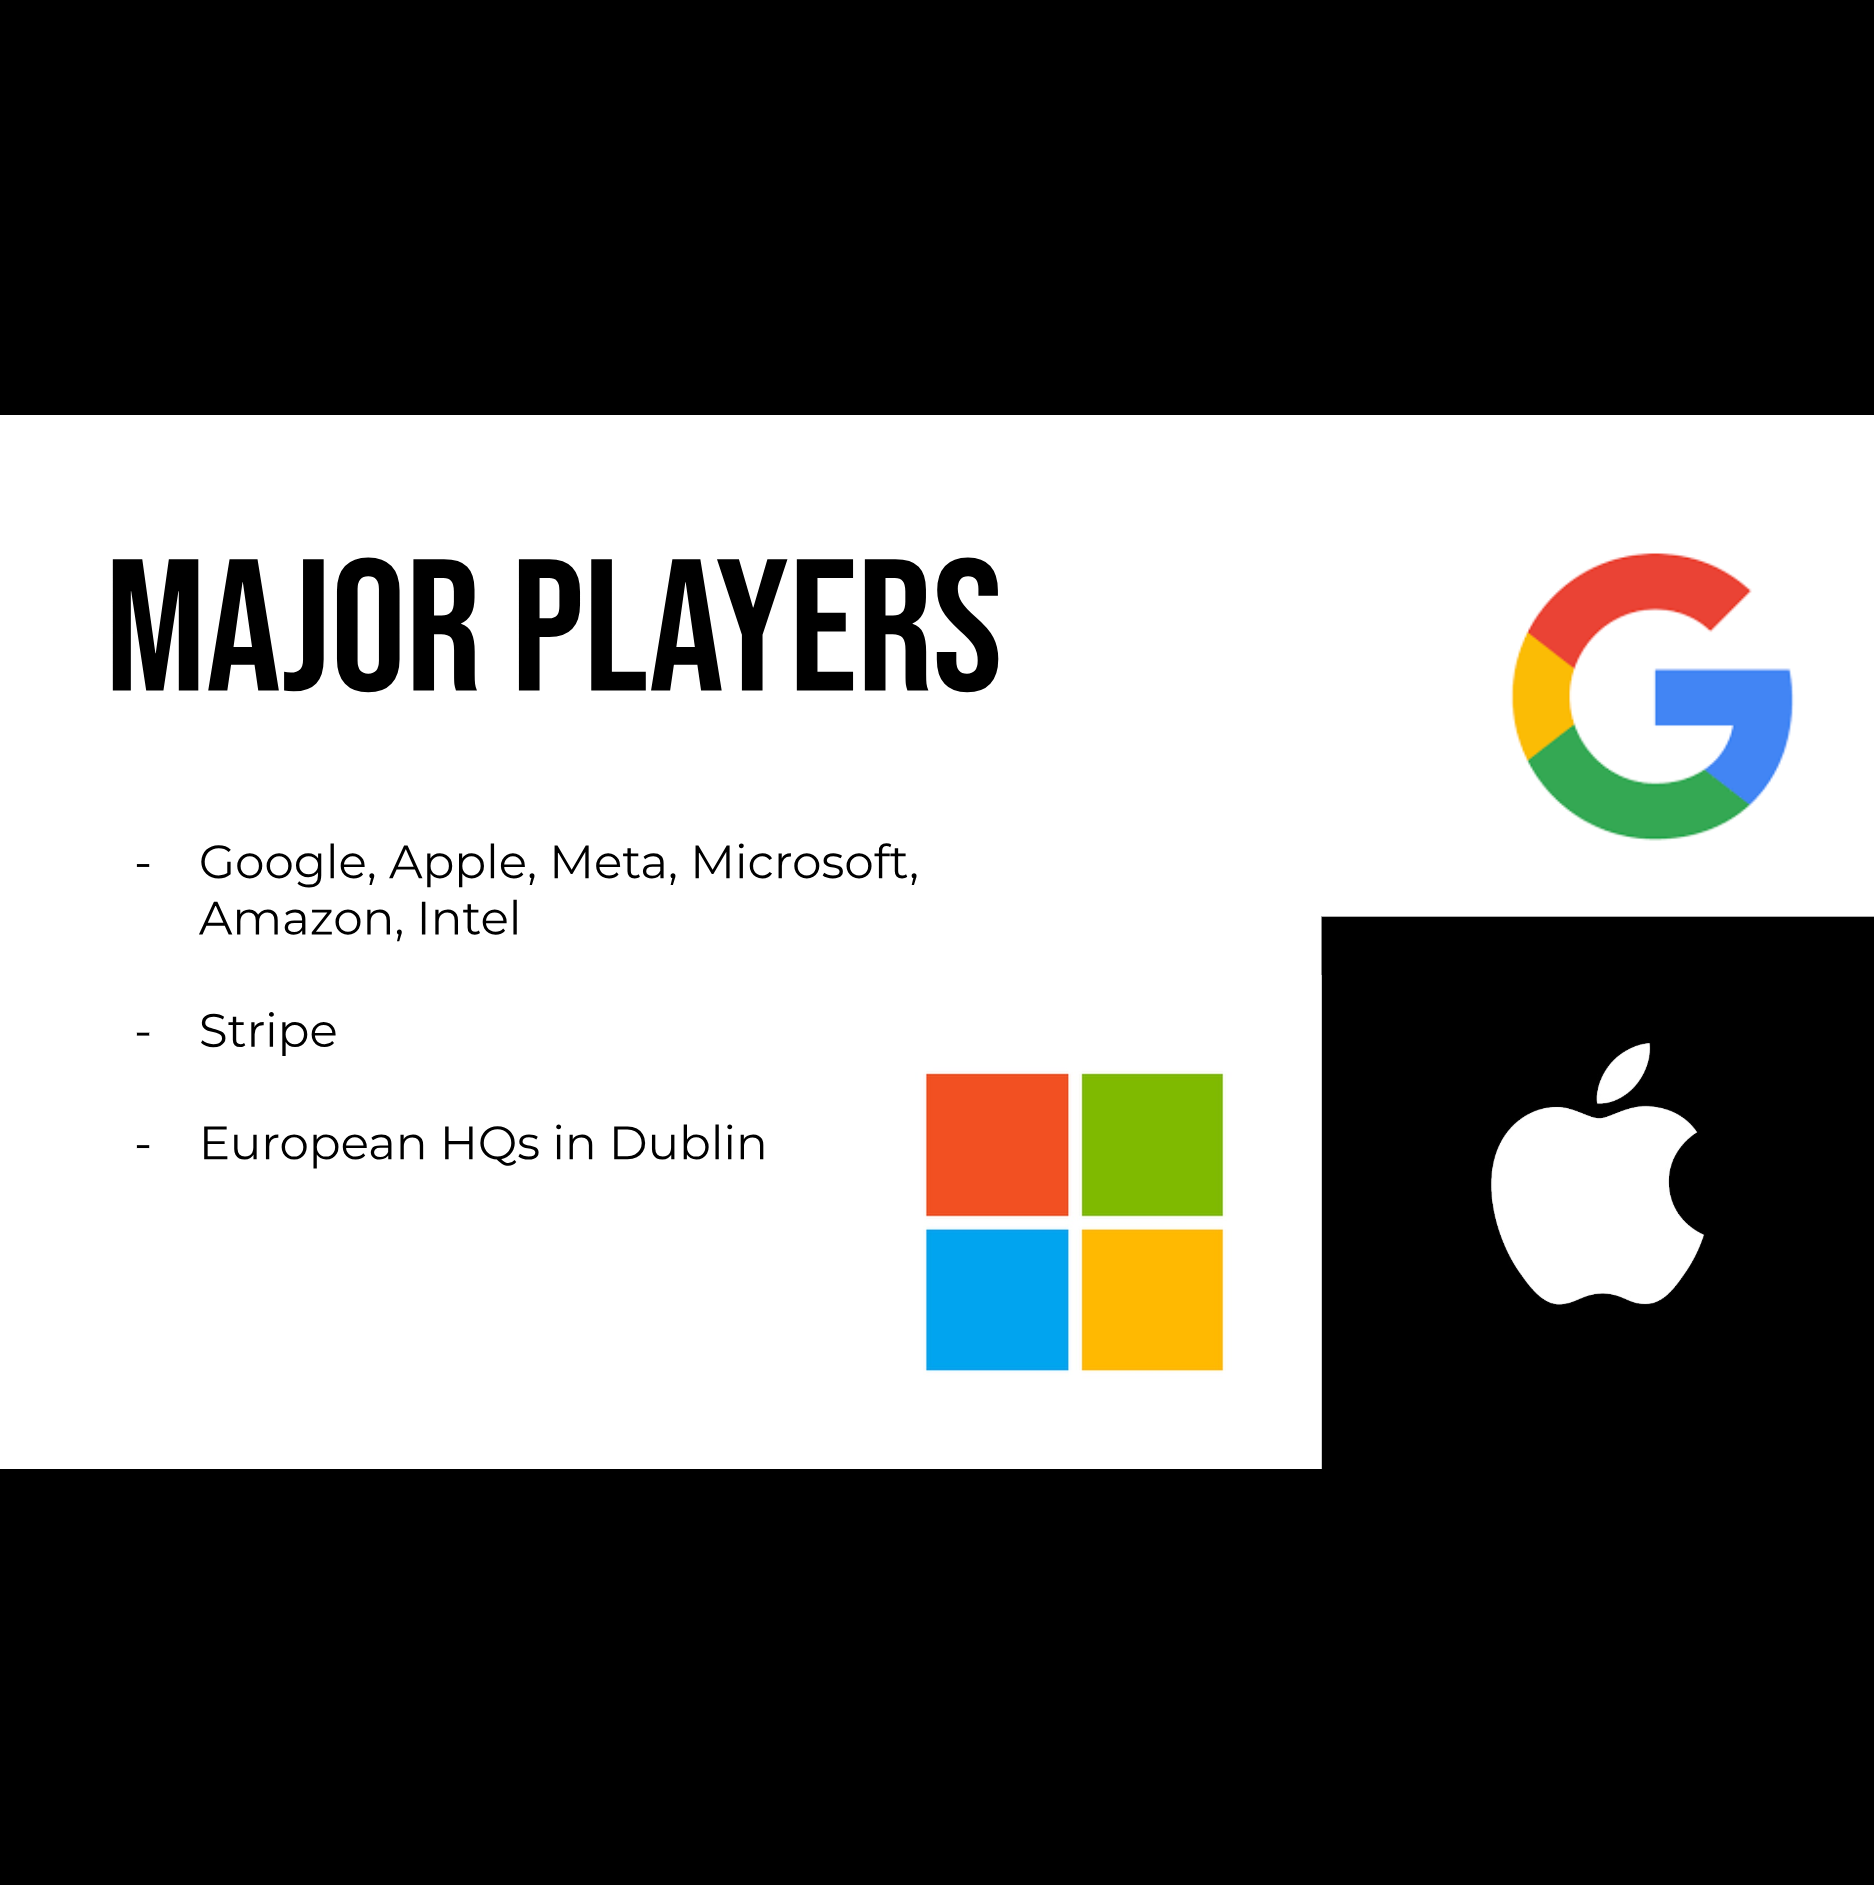 MAJOR PLAYERS
- Google, Apple, Meta, Microsoft,
Amazon, Intel
- Stripe
- European HQs in Dublin